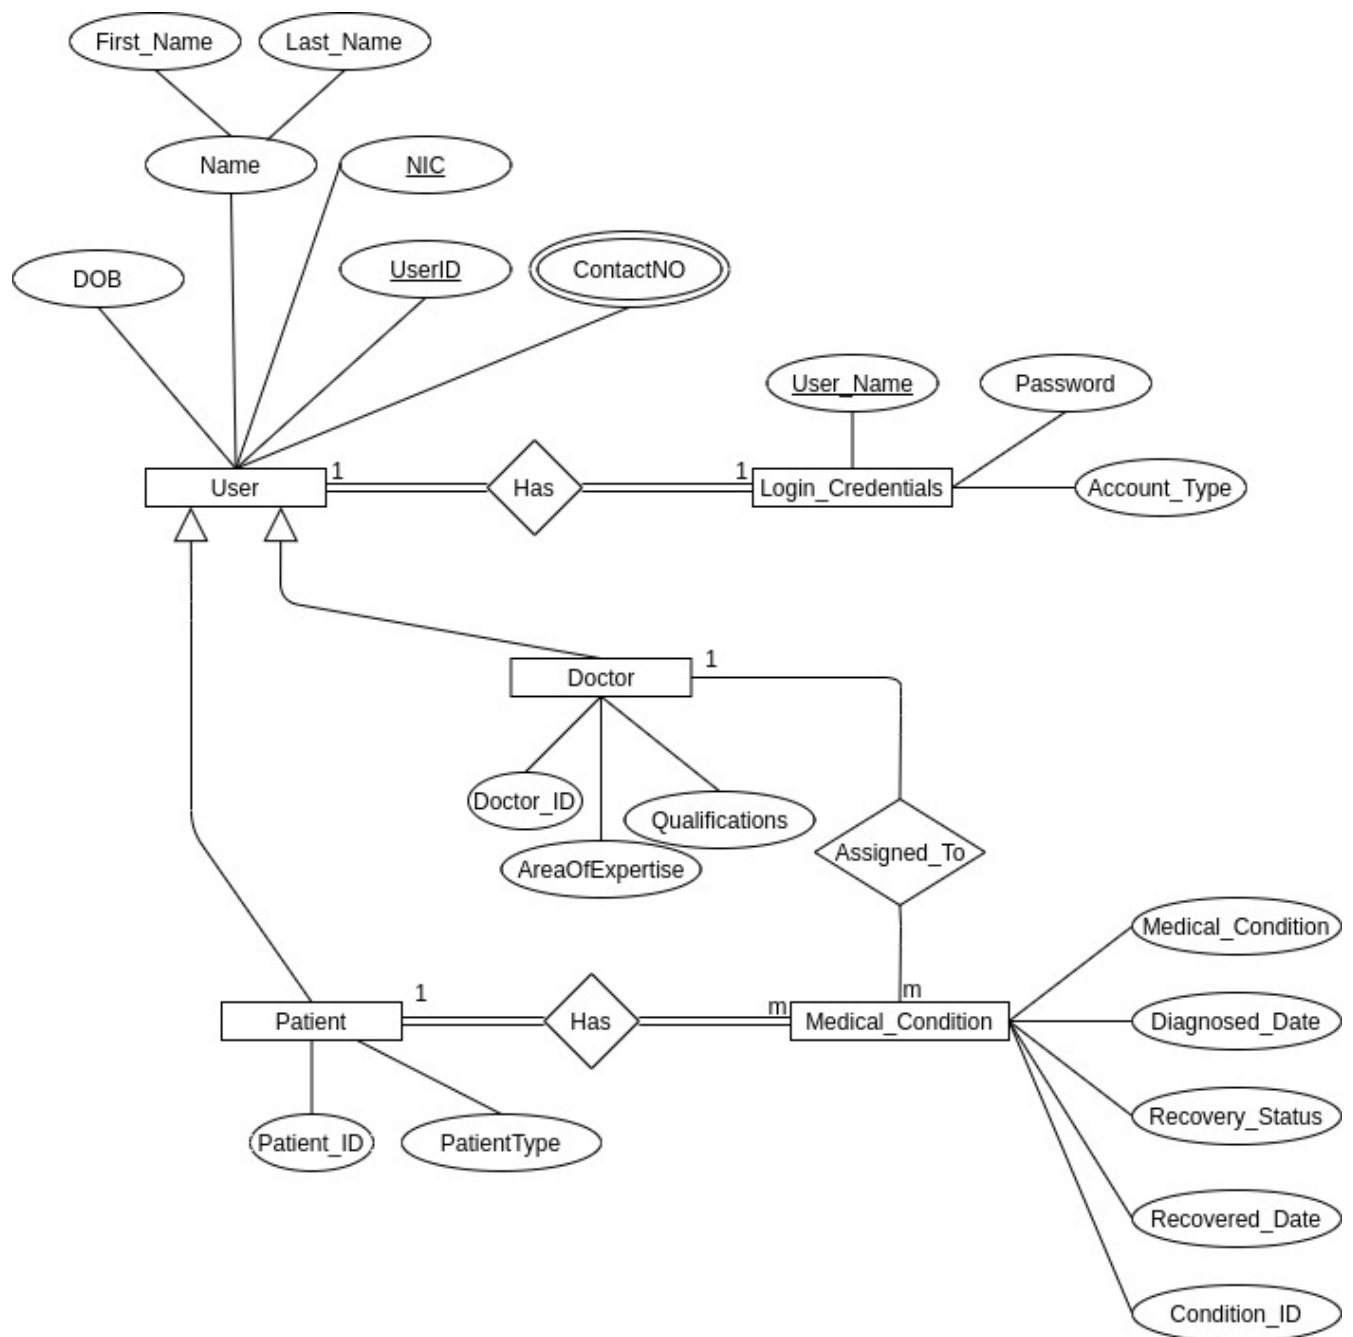 First_Name
Last_Name
Name
NIC
DOB
UserID
ContactNO
User_Name
Password
User
1
Has
1
Login_Credentials
Account_Type
Doctor
1
Doctor_ID
Qualifications
AreaOfExpertise
Assigned_To
Medical_Condition
Patient
1
Has
m
m
Medical_Condition
Diagnosed_Date
Recovery_Status
Patient_ID
PatientType
Recovered_Date
Condition_ID